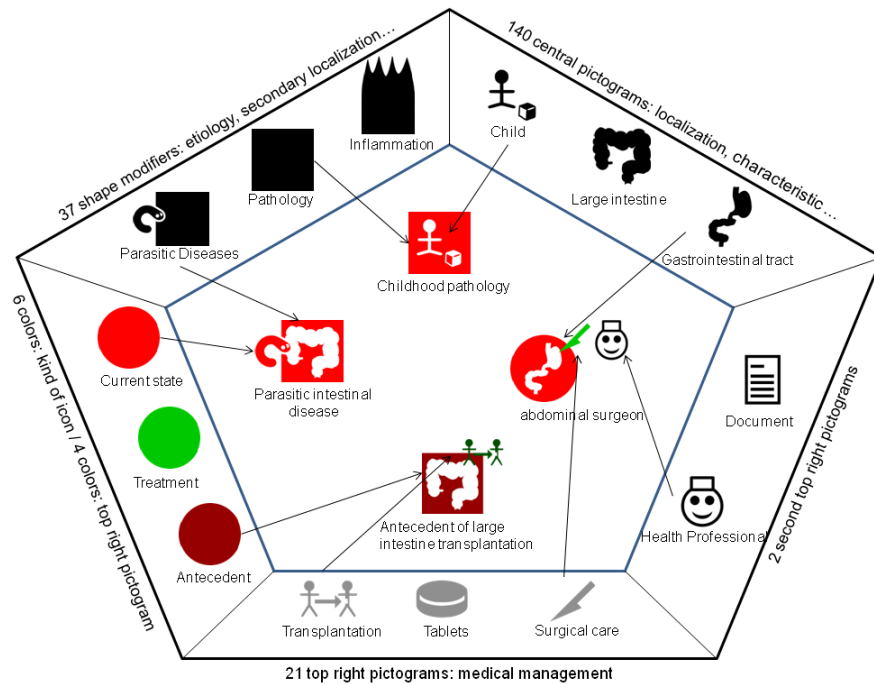 37 shape modifiers: etiology, secondary localization...
140 central pictograms: localization, characteristic ...
Inflammation
Child
Pathology
Large intestine
Parasitic Diseases
Gastrointestinal tract
Childhood pathology
6 colors: kind of icon / 4 colors: top right pictogram
Current state
Parasitic intestinal
disease
abdominal surgeon
Document
2 second top right pictograms
Treatment
Antecedent of large
intestine transplantation
Health Professional
Antecedent
Transplantation
Tablets
Surgical care
21 top right pictograms: medical management